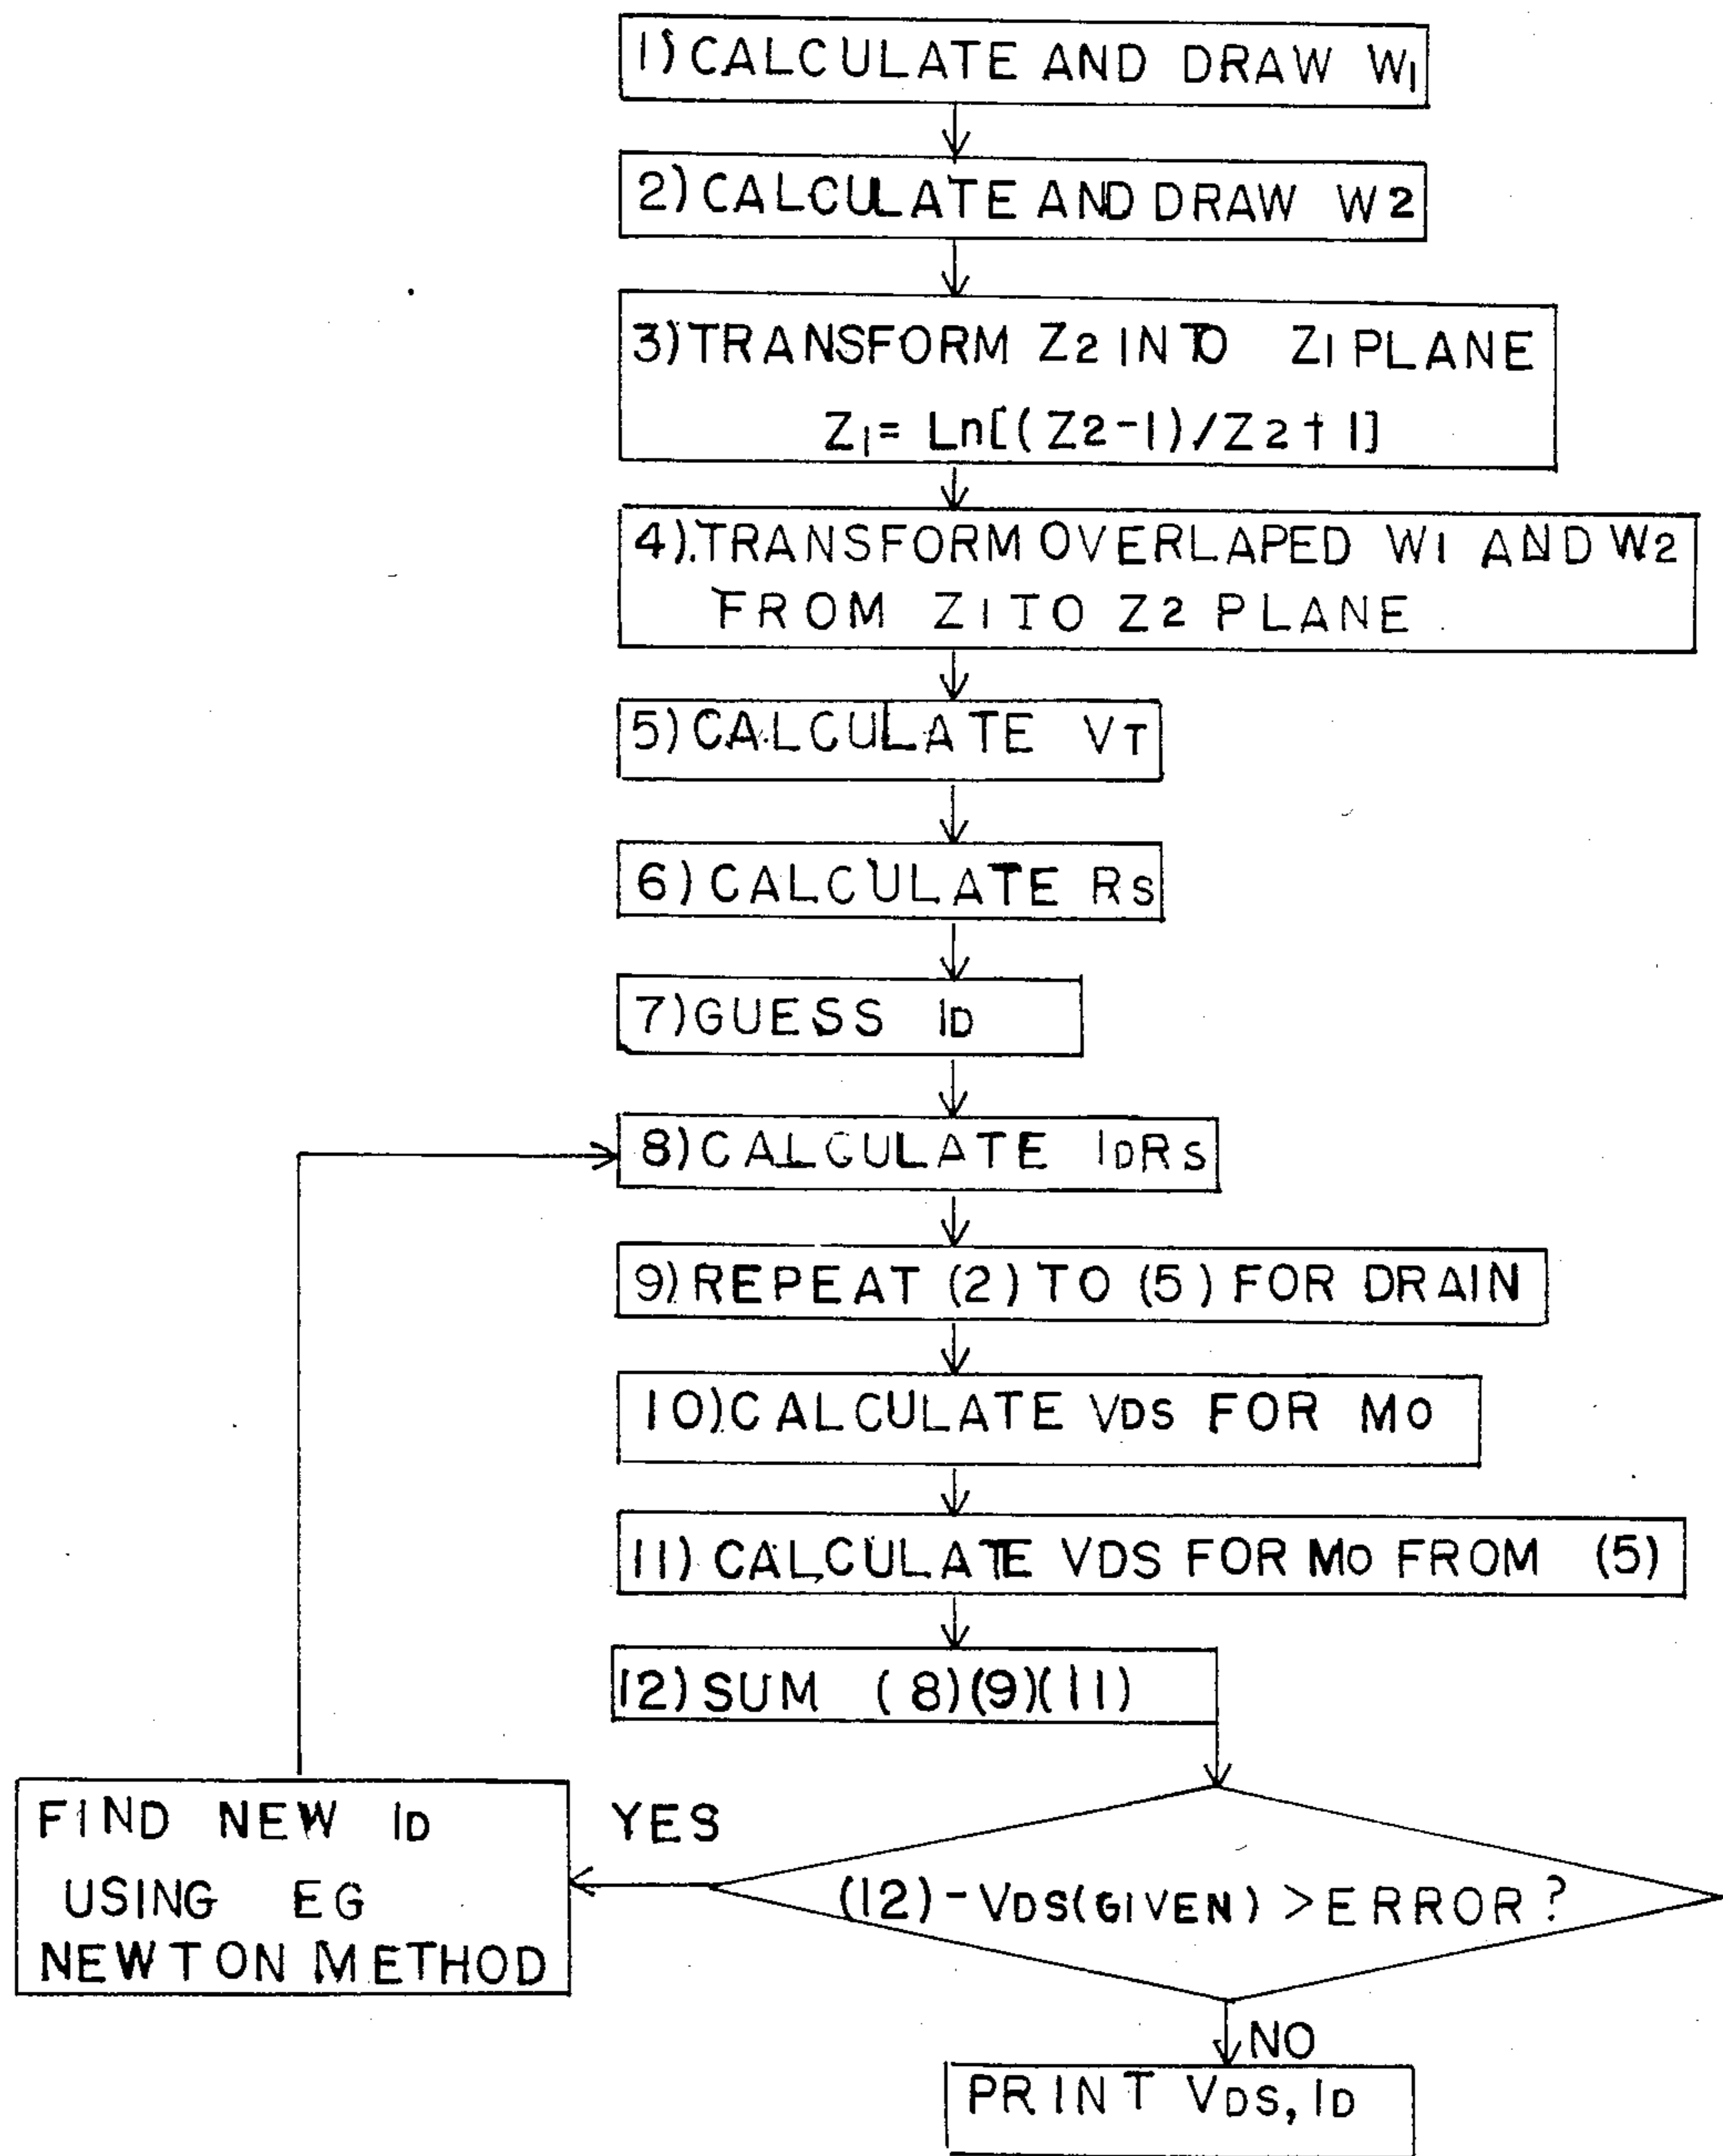 1) CALCULATE AND DRAW W1
2) CALCULATE AND DRAW W2
3) TRANSFORM Z2 INTO Z1 PLANE
Z1= Ln[(Z2-1)/Z2+1]
4). TRANSFORM OVERLAPED W1 AND W2
FROM Z1 TO Z2 PLANE
5) CALCULATE VT
6) CALCULATE RS
7) GUESS ID
8) CALCULATE IDRS
9) REPEAT (2) TO (5) FOR DRAIN
10) CALCULATE VDS FOR M0
11) CALCULATE VDS FOR M0 FROM (5)
12) SUM (8)(9)(11)
(12) - VDS(GIVEN) > ERROR?
YES
FIND NEW ID
USING EG
NEWTON METHOD
NO
PRINT VDS, ID